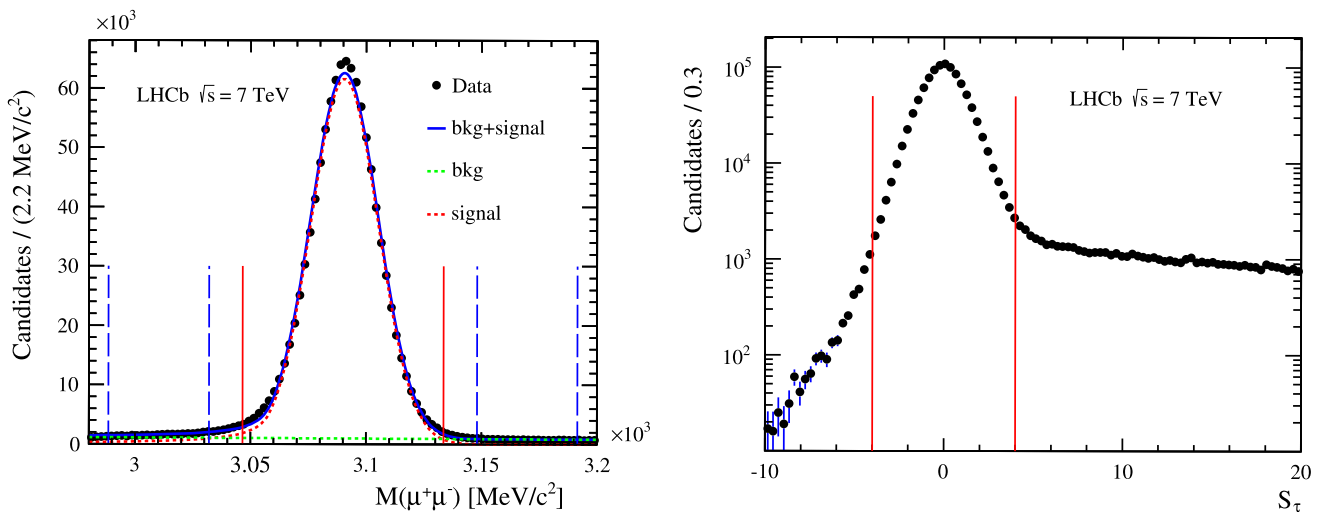 ×10³
Candidates / (2.2 MeV/c²)
60
50
40
30
20
10
0
LHCb √s = 7 TeV
Data
bkg+signal
bkg
signal
3
3.05
3.1
3.15
3.2
×10³
M(μ⁺μ⁻) [MeV/c²]
Candidates / 0.3
10⁵
10⁴
10³
10²
LHCb √s = 7 TeV
-10
0
10
20
S_τ